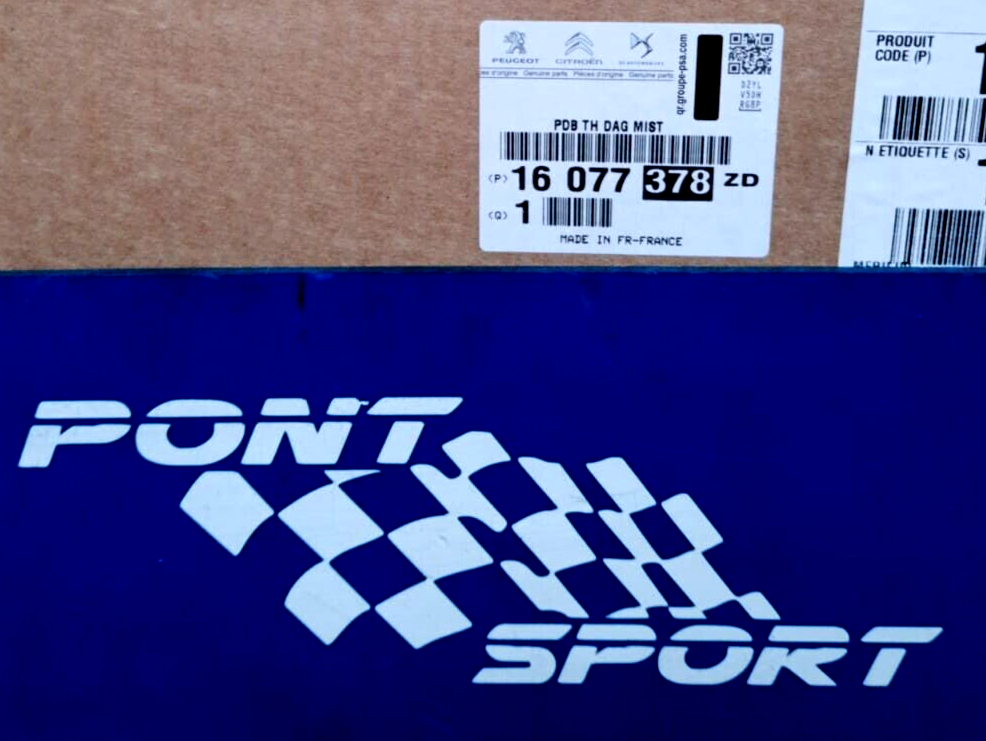 PEUGEOT CITROËN
es d'origine Genuine parts Pièces d'origine Genuine parts
qr.groupe-psa.com
PDB TH DAG MIST
(P) 16 077 378 ZD
(Q) 1
MADE IN FR-FRANCE
PRODUIT
CODE (P)
N ETIQUETTE (S)
PONT
SPORT